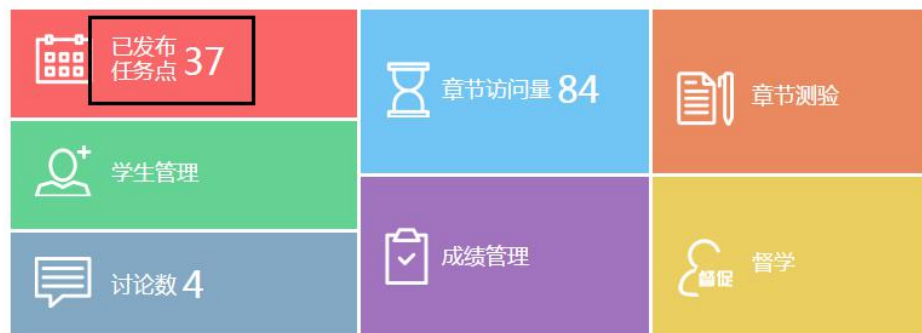 已发布
任务点 37
章节访问量 84
章节测验
学生管理
成绩管理
督促 督学
讨论数 4